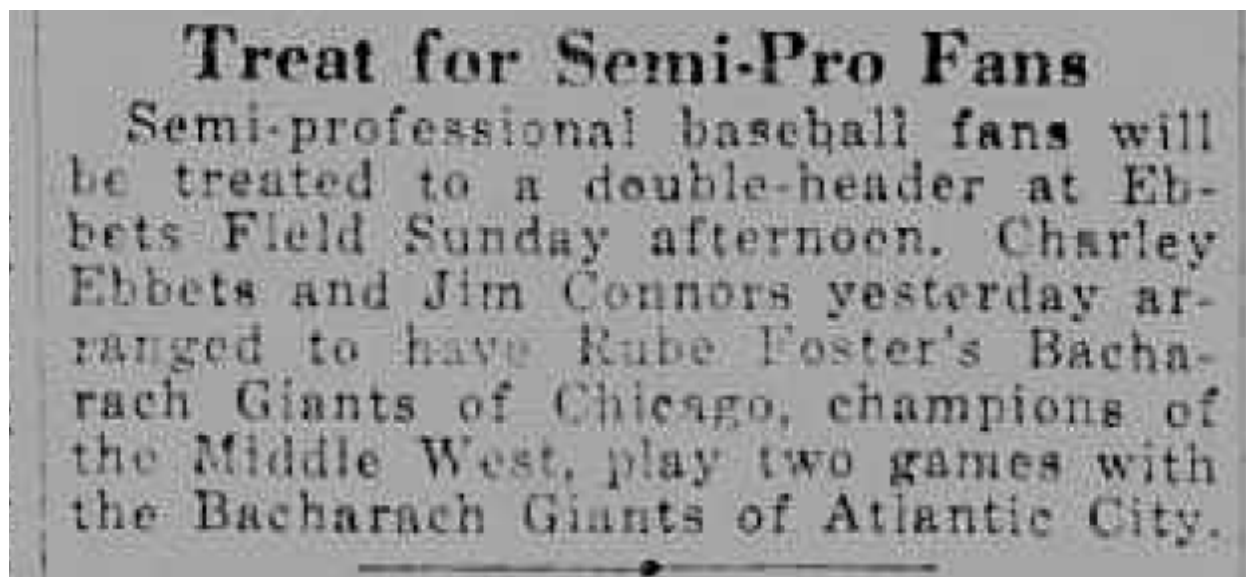 Treat for Semi-Pro Fans
Semi-professional baseball fans will
be treated to a double-header at Eb-
bets Field Sunday afternoon. Charley
Ebbets and Jim Connors yesterday ar-
ranged to have Rube Foster's Bacha-
rach Giants of Chicago, champions of
the Middle West, play two games with
the Bacharach Giants of Atlantic City.